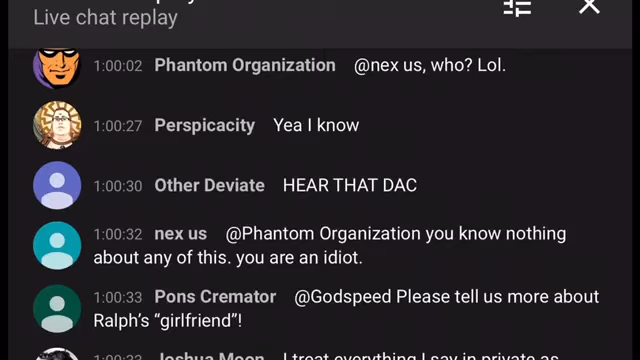 Live chat replay
1:00:02 Phantom Organization @nex us, who? Lol.
1:00:27 Perspicacity Yea I know
1:00:30 Other Deviate HEAR THAT DAC
1:00:32 nex us @Phantom Organization you know nothing
about any of this. you are an idiot.
1:00:33 Pons Cremator @Godspeed Please tell us more about
Ralph's “girlfriend”!
1:00:33 Joshua Moon I treat everything I say in private as